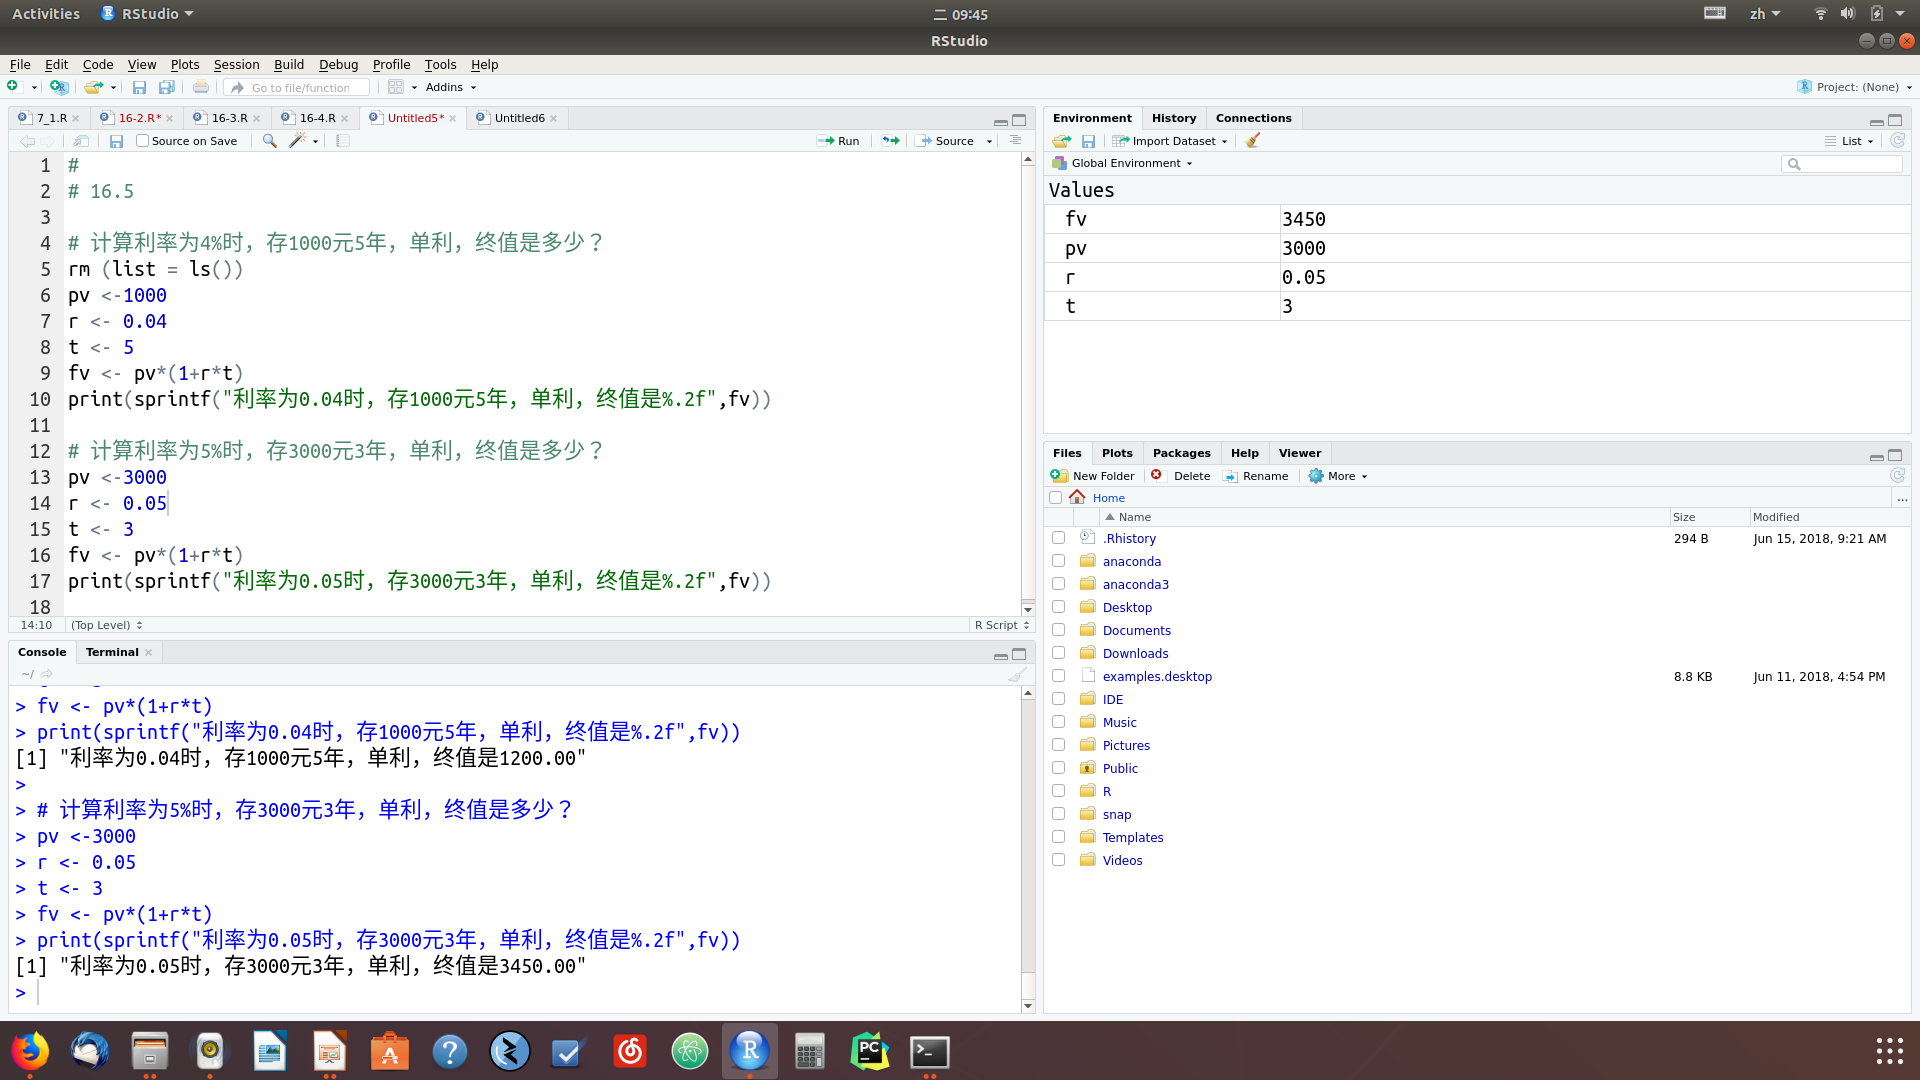 Activities
RStudio
二 09:45
zh
RStudio
File Edit Code View Plots Session Build Debug Profile Tools Help
Go to file/function
Addins
Project: (None)
7_1.R
16-2.R*
16-3.R
16-4.R
Untitled5*
Untitled6
Source on Save
Run
Source
1 #
2 # 16.5
3
4 # 计算利率为4%时，存1000元5年，单利，终值是多少？
5 rm (list = ls())
6 pv <-1000
7 r <- 0.04
8 t <- 5
9 fv <- pv*(1+r*t)
10 print(sprintf("利率为0.04时，存1000元5年，单利，终值是%.2f",fv))
11
12 # 计算利率为5%时，存3000元3年，单利，终值是多少？
13 pv <-3000
14 r <- 0.05
15 t <- 3
16 fv <- pv*(1+r*t)
17 print(sprintf("利率为0.05时，存3000元3年，单利，终值是%.2f",fv))
18
14:10
(Top Level)
R Script
Console
Terminal
~/
> fv <- pv*(1+r*t)
> print(sprintf("利率为0.04时，存1000元5年，单利，终值是%.2f",fv))
[1] "利率为0.04时，存1000元5年，单利，终值是1200.00"
>
> # 计算利率为5%时，存3000元3年，单利，终值是多少？
> pv <-3000
> r <- 0.05
> t <- 3
> fv <- pv*(1+r*t)
> print(sprintf("利率为0.05时，存3000元3年，单利，终值是%.2f",fv))
[1] "利率为0.05时，存3000元3年，单利，终值是3450.00"
>
Environment
History
Connections
Import Dataset
List
Global Environment
Values
fv 3450
pv 3000
r 0.05
t 3
Files
Plots
Packages
Help
Viewer
New Folder
Delete
Rename
More
Home
...
Name Size Modified
.Rhistory 294 B Jun 15, 2018, 9:21 AM
anaconda
anaconda3
Desktop
Documents
Downloads
examples.desktop 8.8 KB Jun 11, 2018, 4:54 PM
IDE
Music
Pictures
Public
R
snap
Templates
Videos